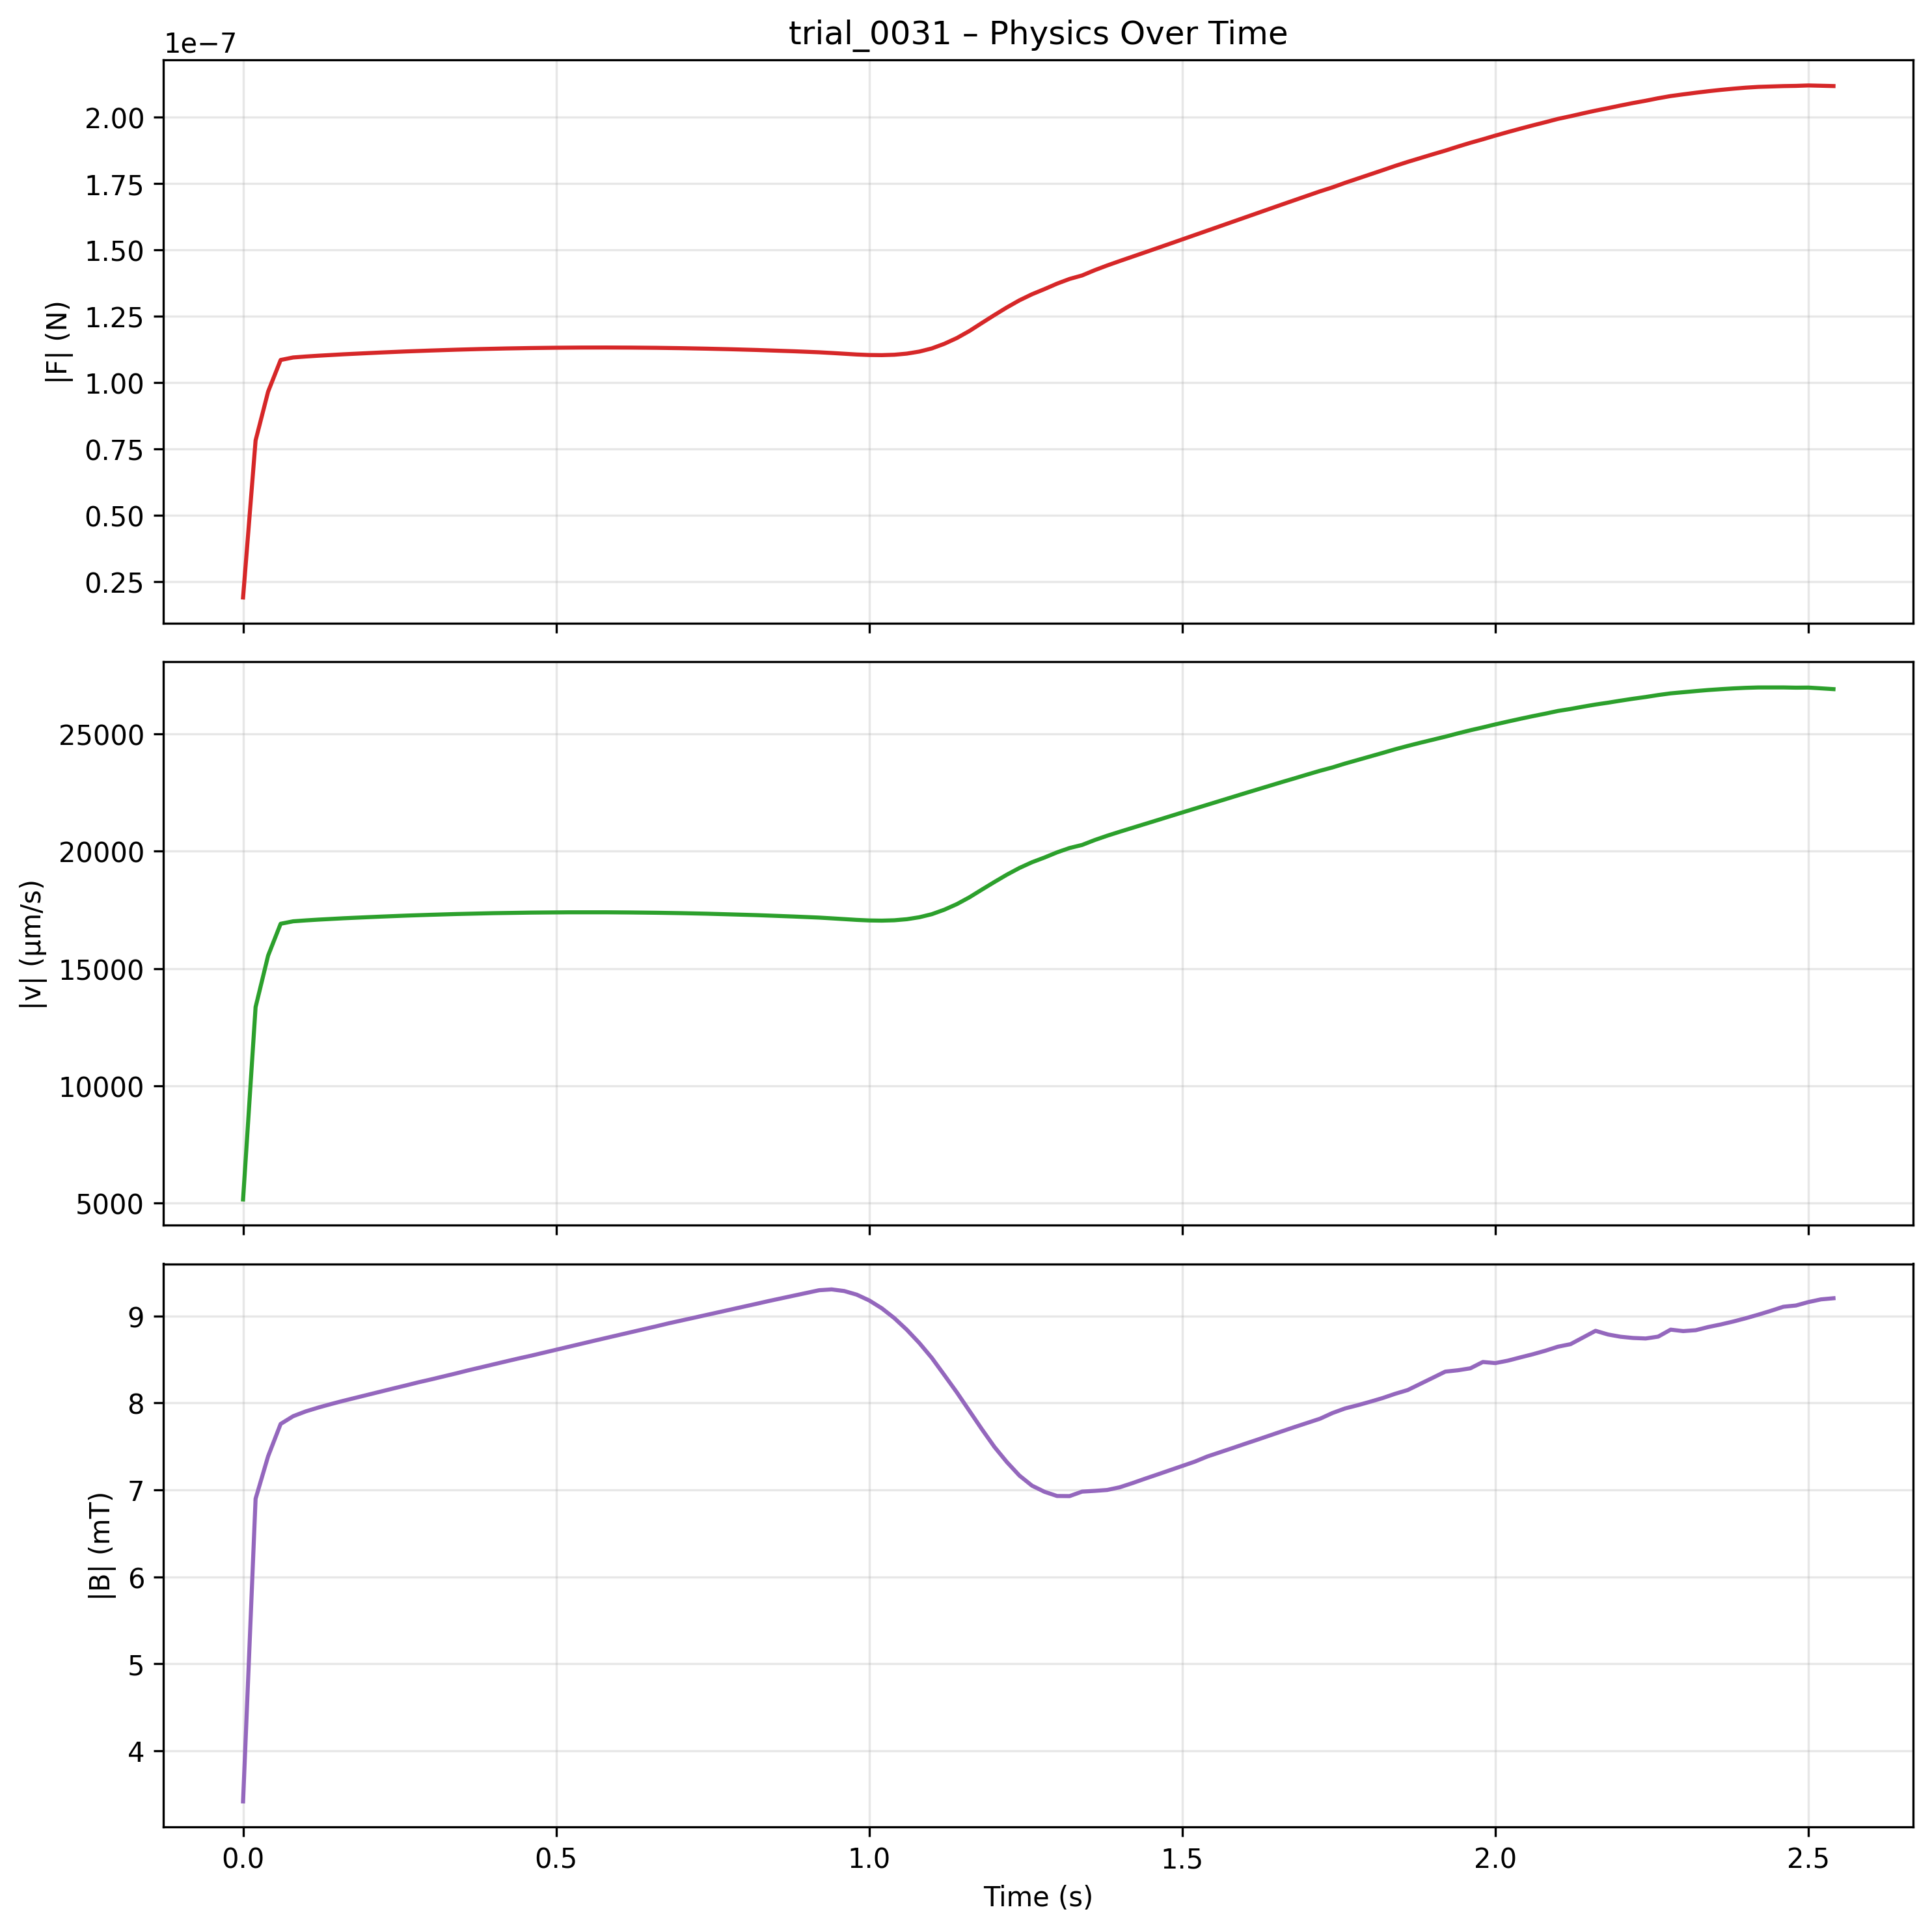 trial_0031 – Physics Over Time
1e−7
2.00
1.75
1.50
1.25
1.00
0.75
0.50
0.25
|F| (N)
25000
20000
15000
10000
5000
|v| (µm/s)
9
8
7
6
5
4
|B| (mT)
0.0 0.5 1.0 1.5 2.0 2.5
Time (s)